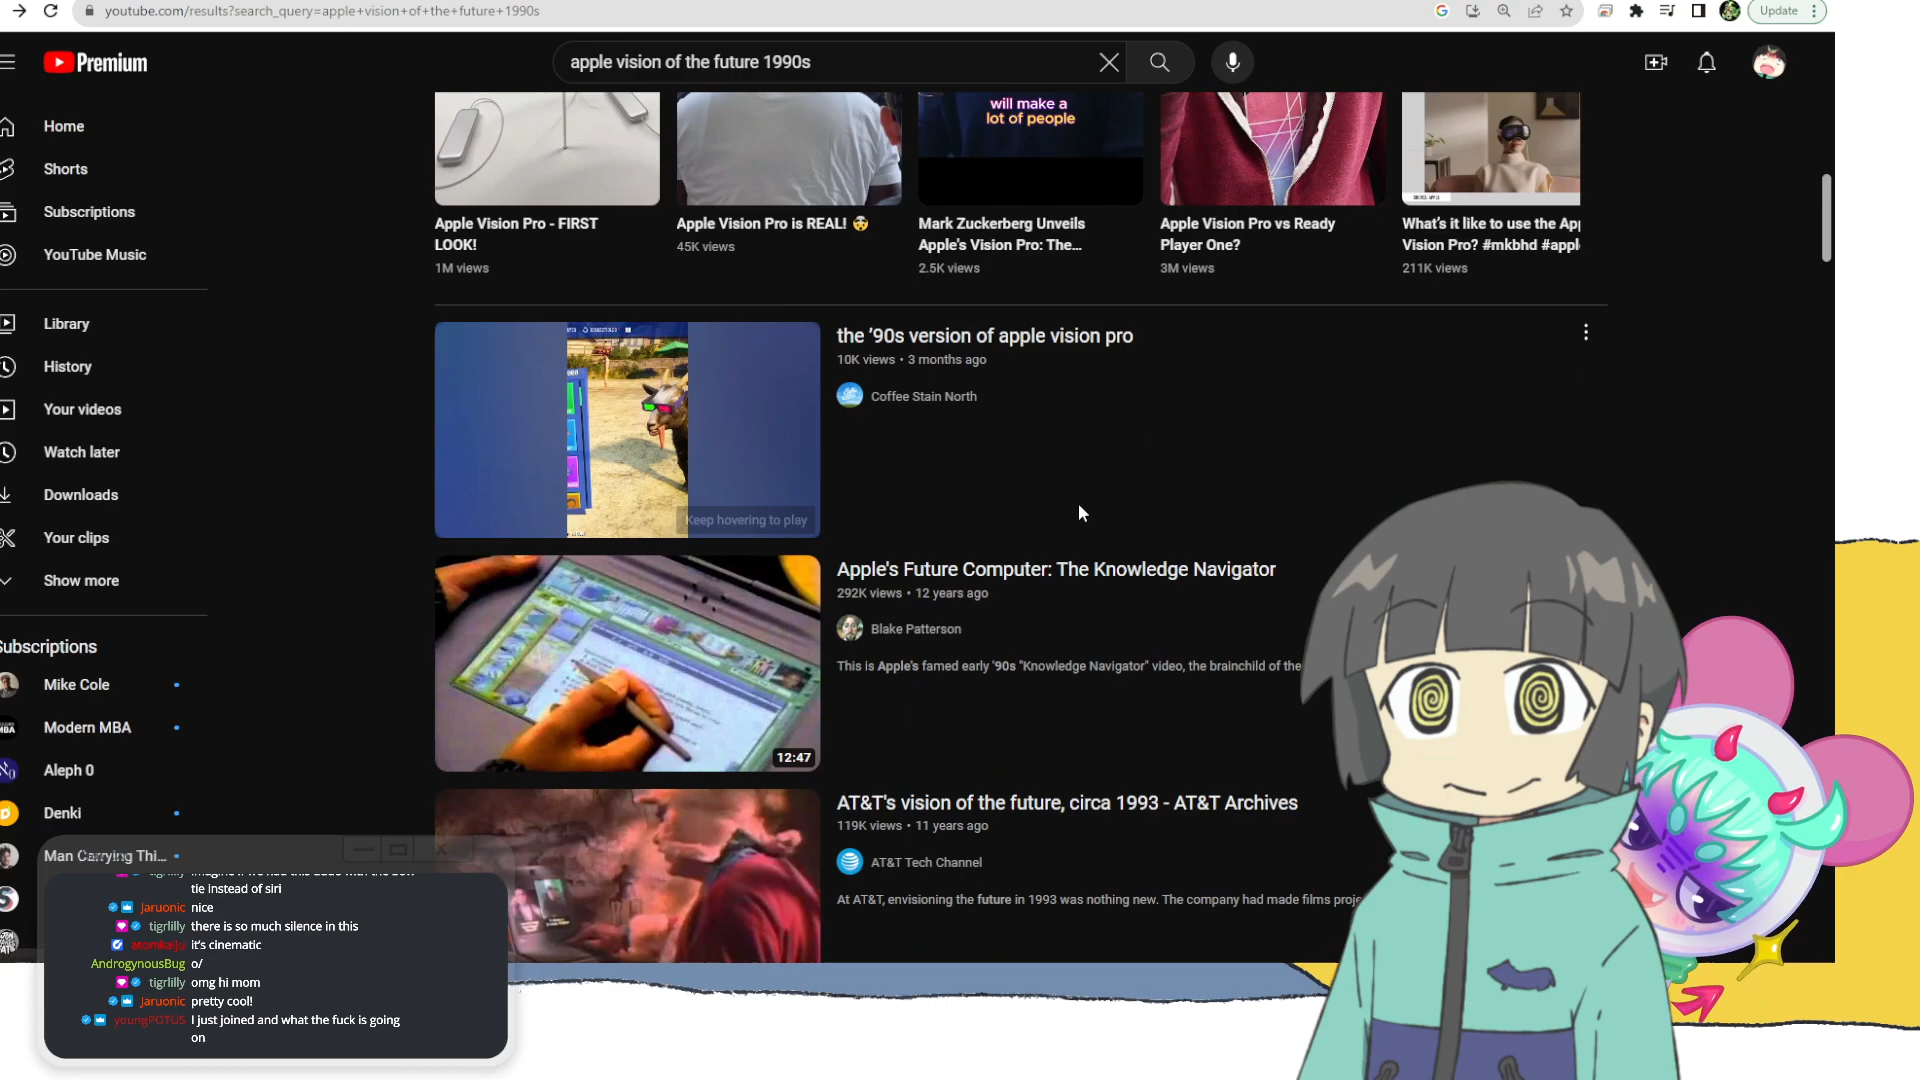 youtube.com/results?search_query=apple+vision+of+the+future+1990s
Update
Premium
apple vision of the future 1990s
Home
Shorts
Subscriptions
YouTube Music
Library
History
Your videos
Watch later
Downloads
Your clips
Show more
Subscriptions
Mike Cole
Modern MBA
Aleph 0
Denki
Man Carrying Thi...
will make a
lot of people
Apple Vision Pro - FIRST
LOOK!
1M views
Apple Vision Pro is REAL! 🤯
45K views
Mark Zuckerberg Unveils
Apple's Vision Pro: The...
2.5K views
Apple Vision Pro vs Ready
Player One?
3M views
What's it like to use the App
Vision Pro? #mkbhd #apple
211K views
Keep hovering to play
the '90s version of apple vision pro
10K views • 3 months ago
Coffee Stain North
12:47
Apple's Future Computer: The Knowledge Navigator
292K views • 12 years ago
Blake Patterson
This is Apple's famed early '90s "Knowledge Navigator" video, the brainchild of the
AT&T's vision of the future, circa 1993 - AT&T Archives
119K views • 11 years ago
AT&T Tech Channel
At AT&T, envisioning the future in 1993 was nothing new. The company had made films proje
tie instead of siri
Jaruonic nice
tigrlilly there is so much silence in this
atomkaiju it's cinematic
AndrogynousBug o/
tigrlilly omg hi mom
Jaruonic pretty cool!
youngPOTUS I just joined and what the fuck is going
on